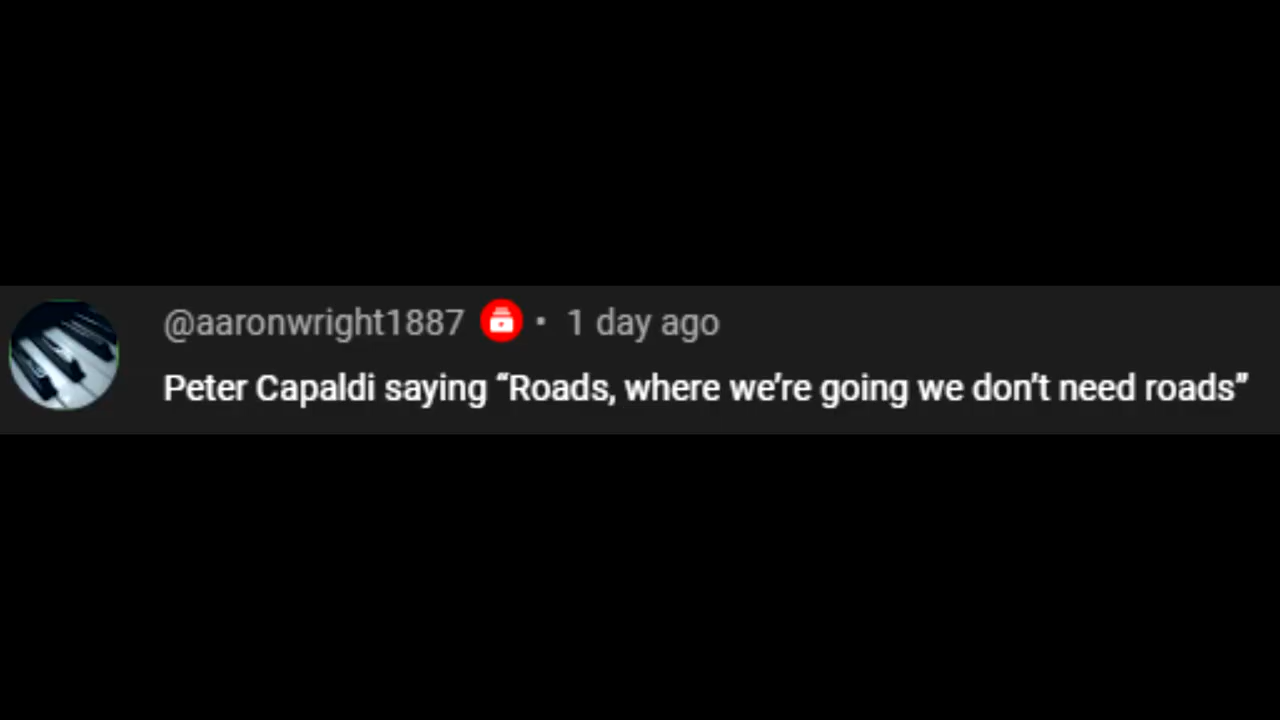 @aaronwright1887 • 1 day ago
Peter Capaldi saying “Roads, where we’re going we don’t need roads”